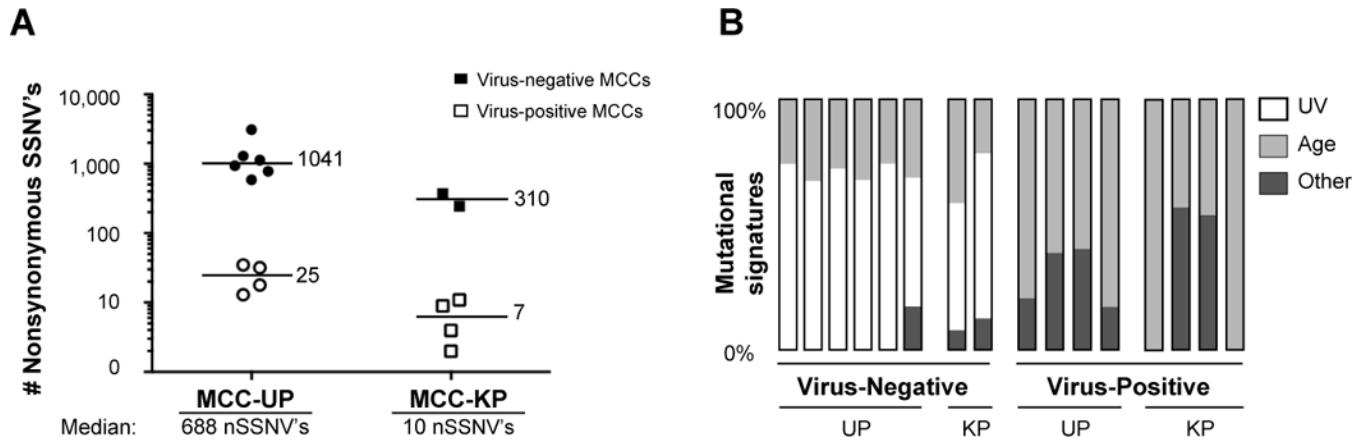 A
# Nonsynonymous SSNV's
10,000
1,000
100
10
0
Virus-negative MCCs
Virus-positive MCCs
1041
25
310
7
MCC-UP
MCC-KP
Median:
688 nSSNV's
10 nSSNV's
B
Mutational
signatures
100%
0%
UV
Age
Other
Virus-Negative
Virus-Positive
UP
KP
UP
KP